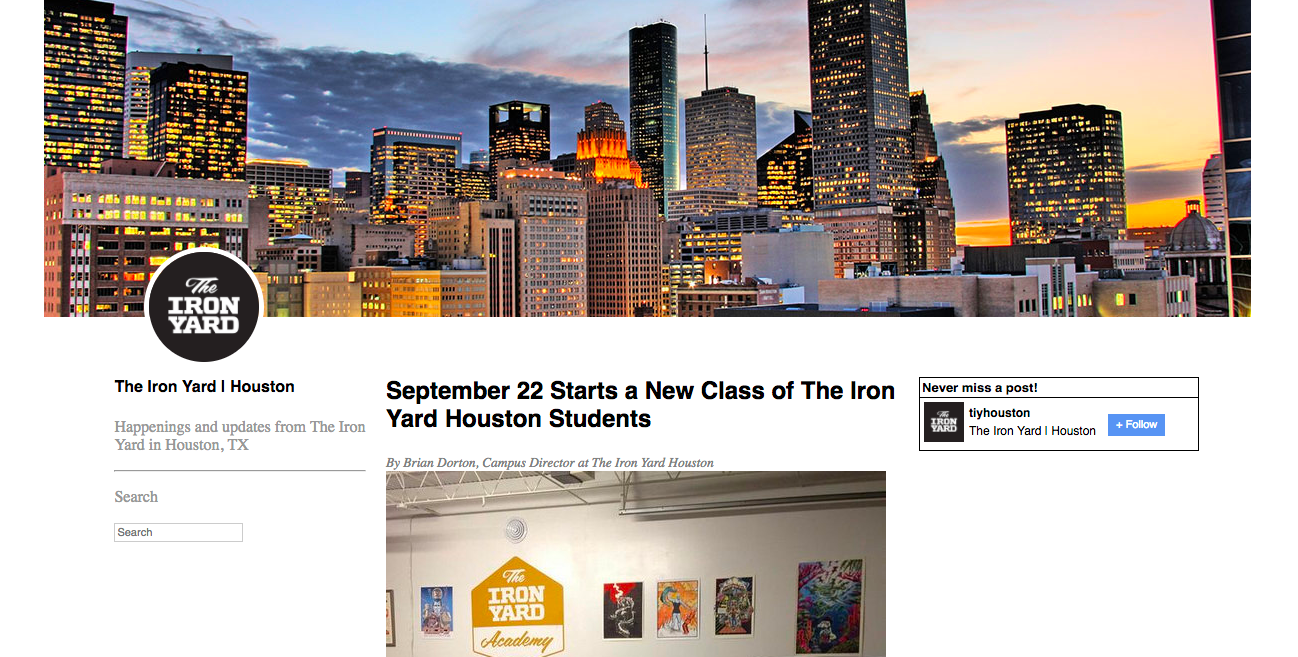 The
IRON
YARD
The Iron Yard | Houston
Happenings and updates from The Iron
Yard in Houston, TX
Search
Search
September 22 Starts a New Class of The Iron
Yard Houston Students
By Brian Dorton, Campus Director at The Iron Yard Houston
The
IRON
YARD
Academy
Never miss a post!
The
IRON
YARD
tiyhouston
The Iron Yard | Houston
+ Follow